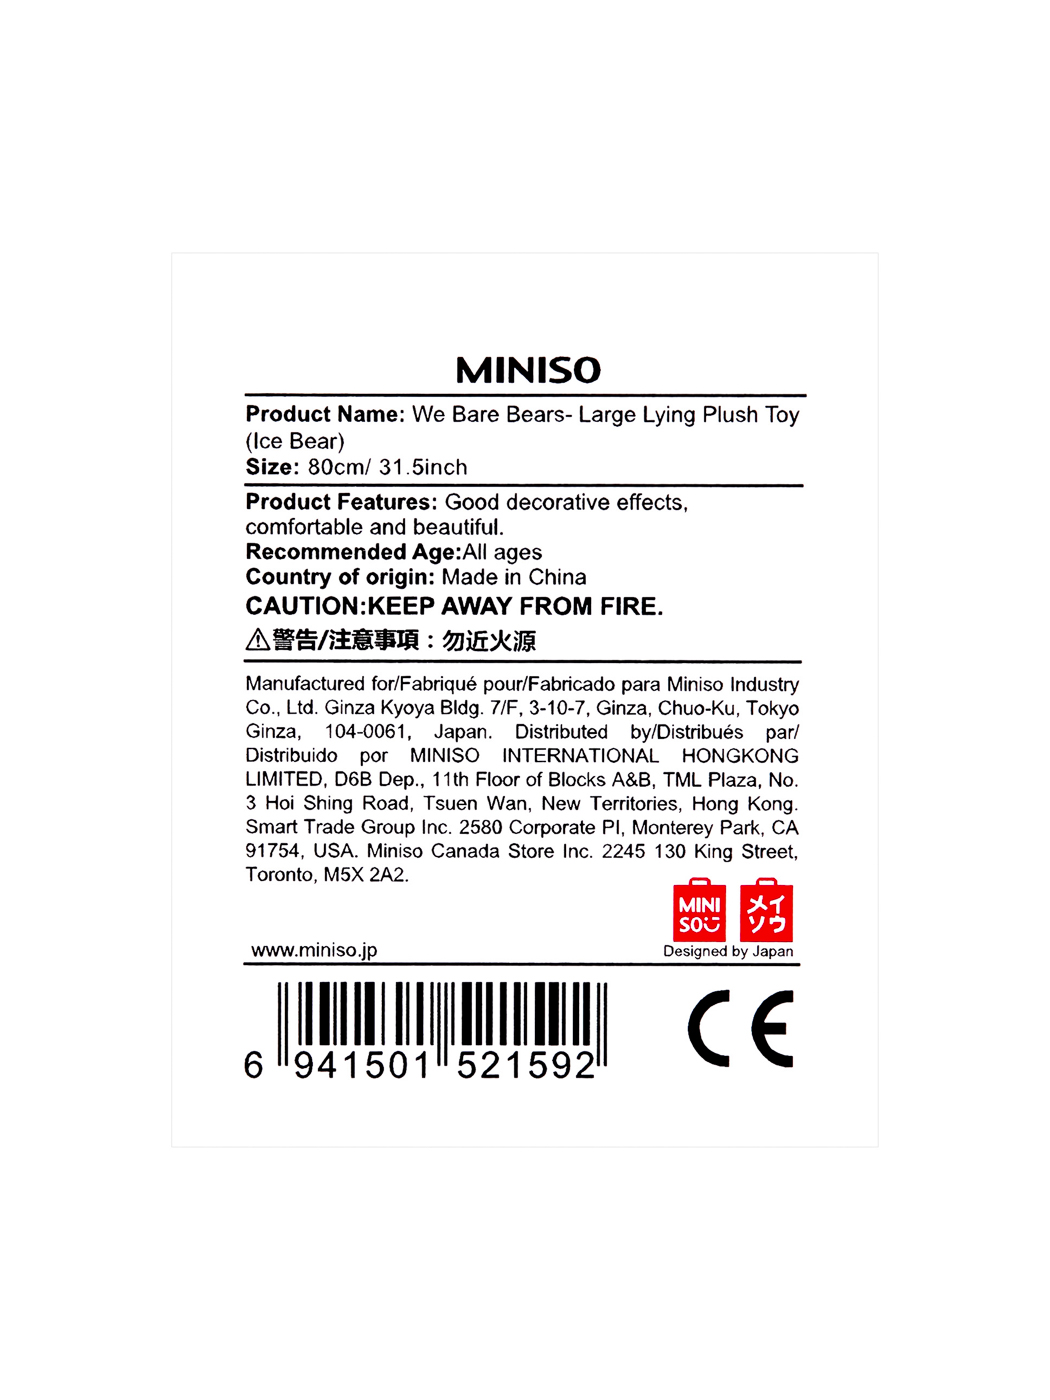 MINISO
Product Name: We Bare Bears- Large Lying Plush Toy
(Ice Bear)
Size: 80cm/ 31.5inch
Product Features: Good decorative effects,
comfortable and beautiful.
Recommended Age:All ages
Country of origin: Made in China
CAUTION:KEEP AWAY FROM FIRE.
⚠警告/注意事項：勿近火源
Manufactured for/Fabriqué pour/Fabricado para Miniso Industry
Co., Ltd. Ginza Kyoya Bldg. 7/F, 3-10-7, Ginza, Chuo-Ku, Tokyo
Ginza, 104-0061, Japan. Distributed by/Distribués par/
Distribuido por MINISO INTERNATIONAL HONGKONG
LIMITED, D6B Dep., 11th Floor of Blocks A&B, TML Plaza, No.
3 Hoi Shing Road, Tsuen Wan, New Territories, Hong Kong.
Smart Trade Group Inc. 2580 Corporate Pl, Monterey Park, CA
91754, USA. Miniso Canada Store Inc. 2245 130 King Street,
Toronto, M5X 2A2.
MINI
SO
メイ
ソウ
www.miniso.jp
Designed by Japan
6 941501 521592
CE